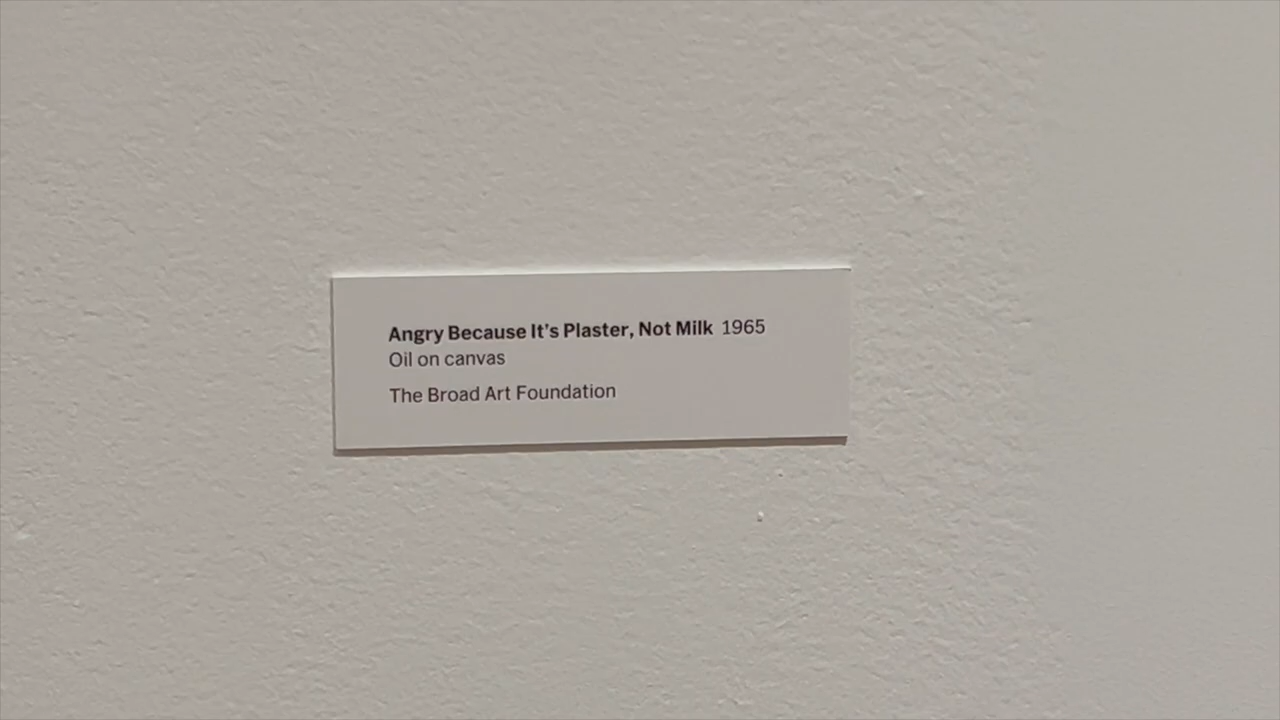 Angry Because It's Plaster, Not Milk 1965
Oil on canvas
The Broad Art Foundation